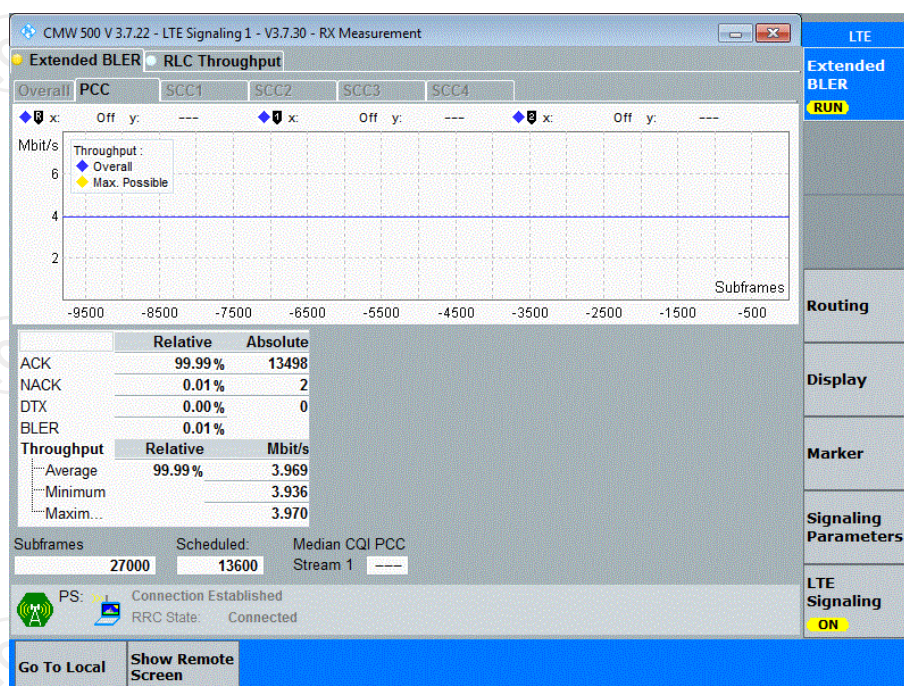 CMW 500 V 3.7.22 - LTE Signaling 1 - V3.7.30 - RX Measurement
LTE
Extended BLER RLC Throughput
Extended BLER
RUN
Overall PCC SCC1 SCC2 SCC3 SCC4
R x: Off y: --- 1 x: Off y: --- 2 x: Off y: ---
Mbit/s
Throughput :
Overall
Max. Possible
6
4
2
Subframes
-9500 -8500 -7500 -6500 -5500 -4500 -3500 -2500 -1500 -500
Routing
Relative Absolute
ACK 99.99 % 13498
NACK 0.01 % 2
DTX 0.00 % 0
BLER 0.01 %
Display
Throughput Relative Mbit/s
Average 99.99 % 3.969
Minimum 3.936
Maxim... 3.970
Marker
Signaling Parameters
Subframes Scheduled: Median CQI PCC
27000 13600 Stream 1 ---
PS: Connection Established
RRC State: Connected
LTE Signaling
ON
Go To Local Show Remote Screen